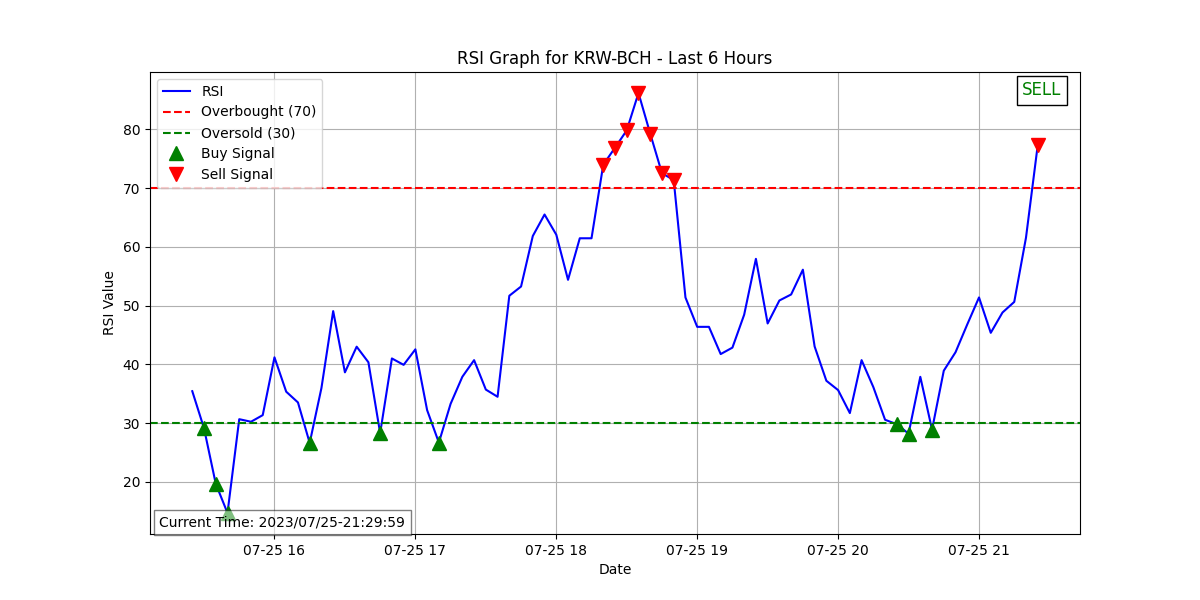 RSI Graph for KRW-BCH - Last 6 Hours
RSI
Overbought (70)
Oversold (30)
Buy Signal
Sell Signal
SELL
80
70
60
50
40
30
20
RSI Value
Current Time: 2023/07/25-21:29:59
07-25 16
07-25 17
07-25 18
07-25 19
07-25 20
07-25 21
Date